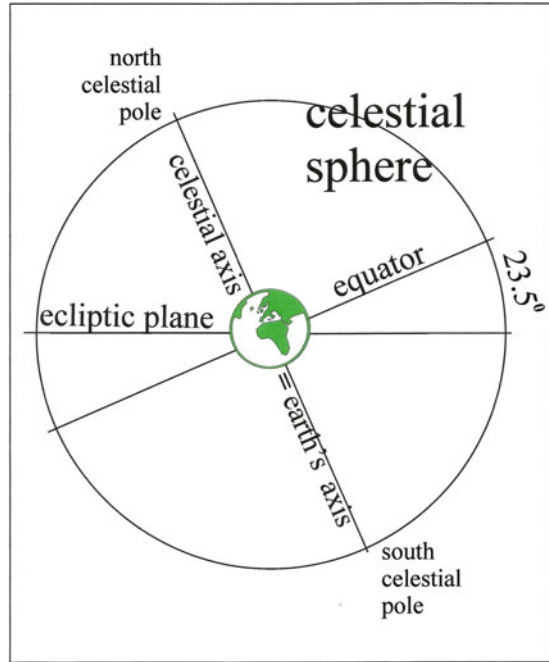 north
celestial
pole
celestial
sphere
celestial axis
equator
23.5⁰
ecliptic plane
= earth's axis
south
celestial
pole